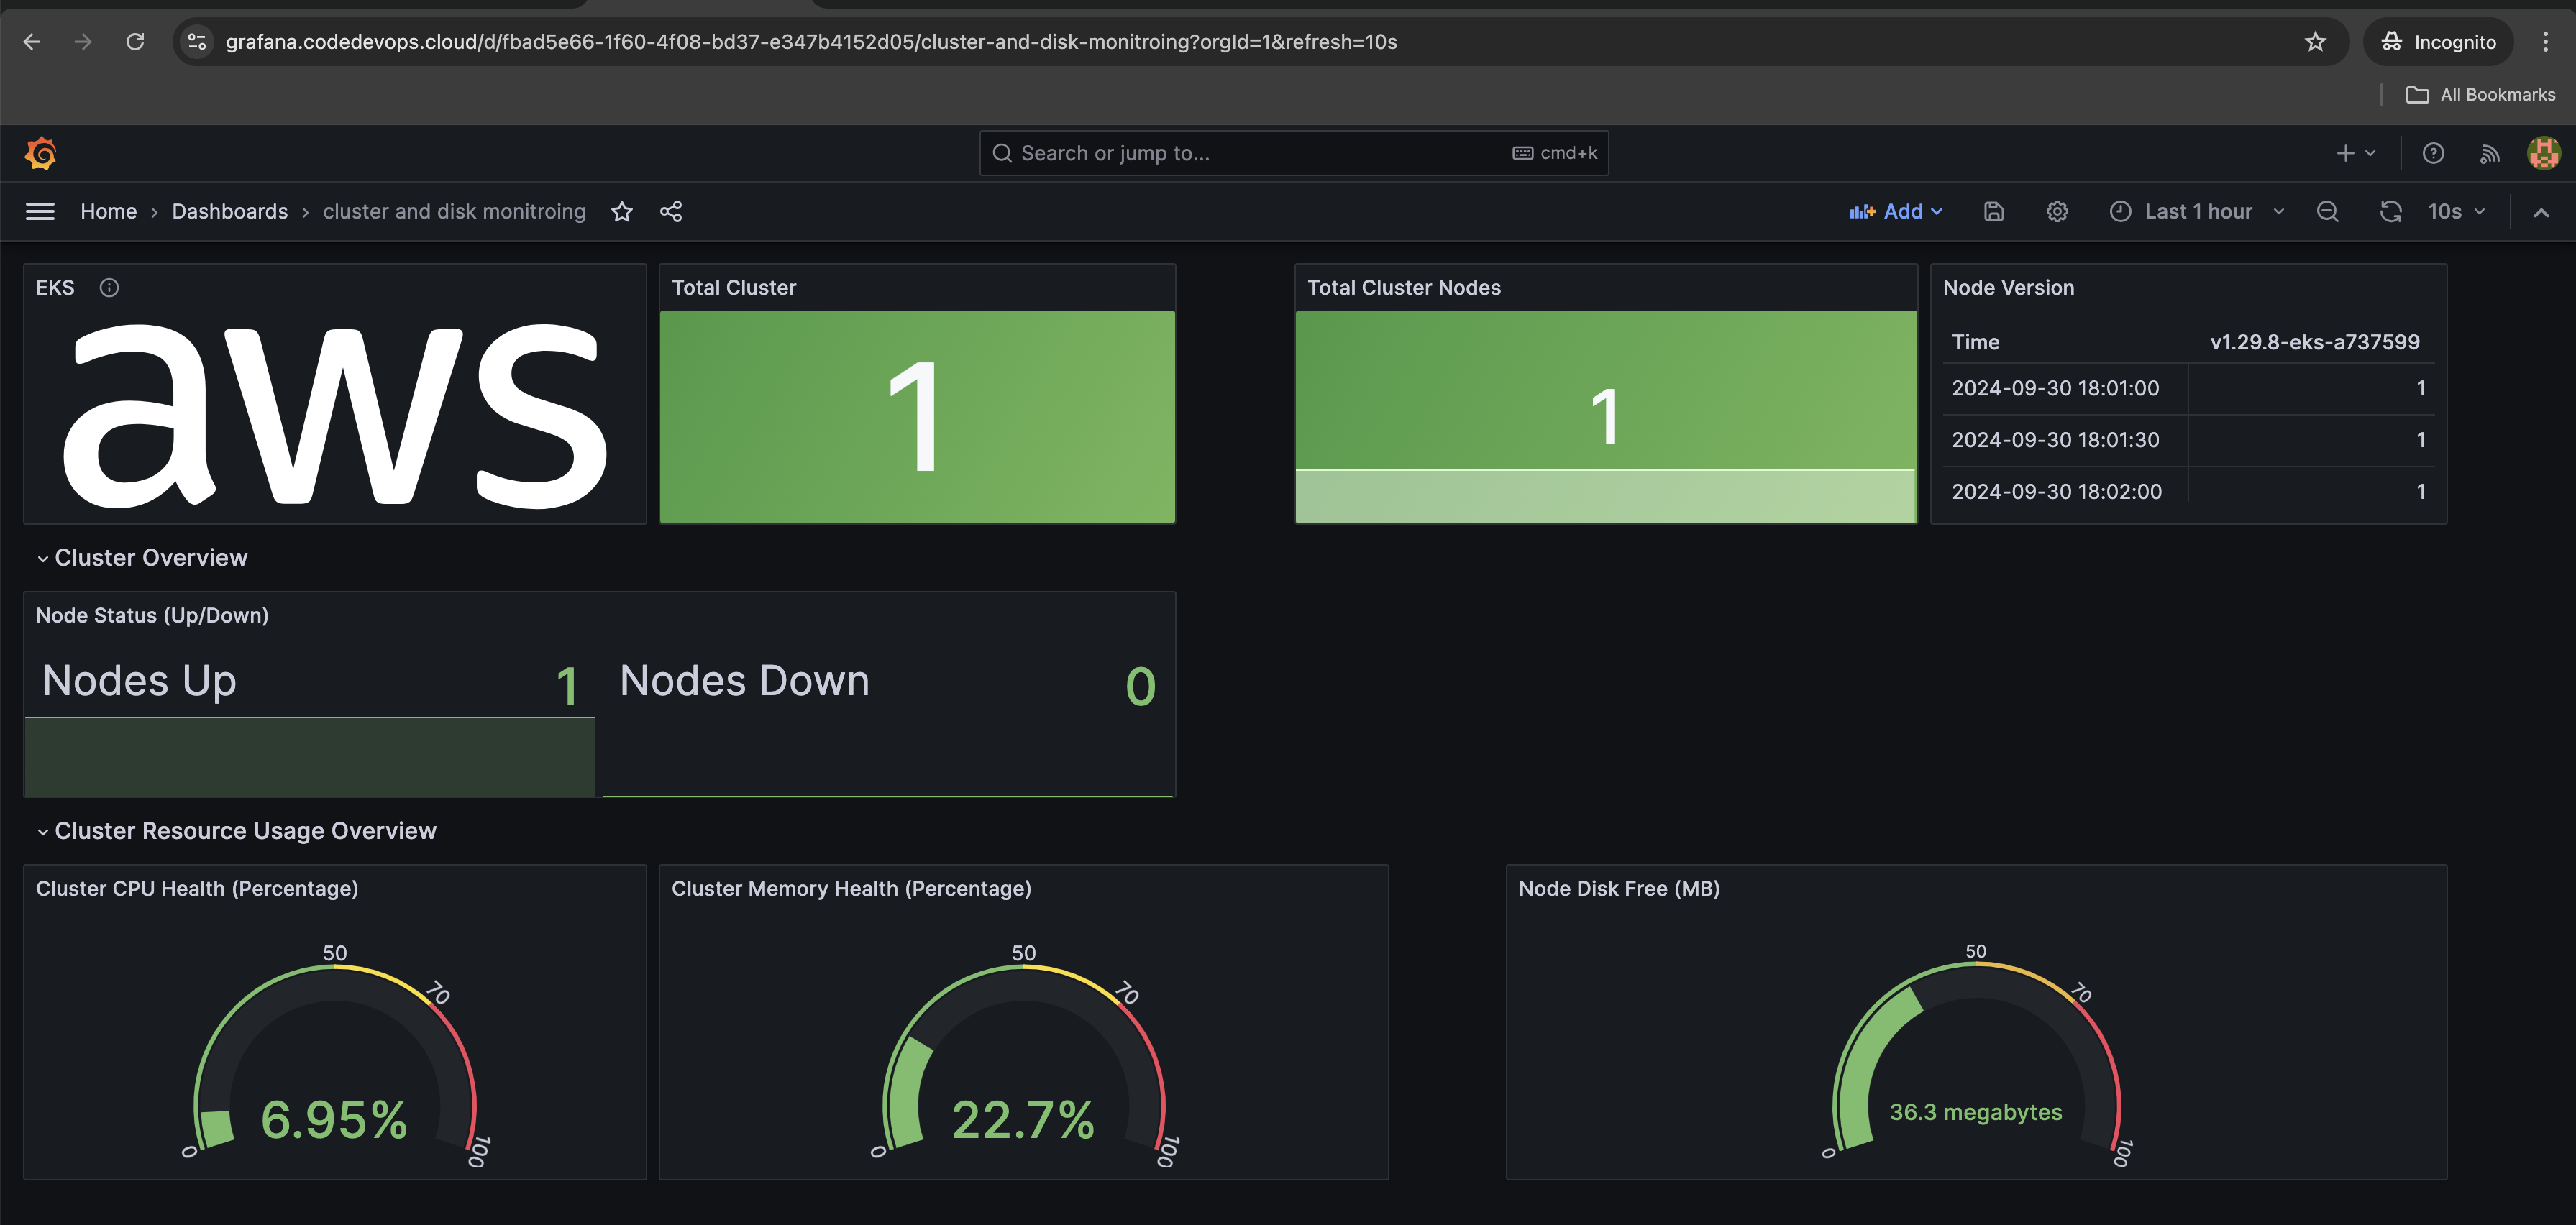 grafana.codedevops.cloud/d/fbad5e66-1f60-4f08-bd37-e347b4152d05/cluster-and-disk-monitroing?orgId=1&refresh=10s
Incognito
All Bookmarks
Search or jump to...
cmd+k
Home › Dashboards › cluster and disk monitroing
Add
Last 1 hour
10s
EKS
aws
Total Cluster
1
Total Cluster Nodes
1
Node Version
Time v1.29.8-eks-a737599
2024-09-30 18:01:00 1
2024-09-30 18:01:30 1
2024-09-30 18:02:00 1
Cluster Overview
Node Status (Up/Down)
Nodes Up 1
Nodes Down 0
Cluster Resource Usage Overview
Cluster CPU Health (Percentage)
0
50
70
100
6.95%
Cluster Memory Health (Percentage)
0
50
70
100
22.7%
Node Disk Free (MB)
0
50
70
100
36.3 megabytes